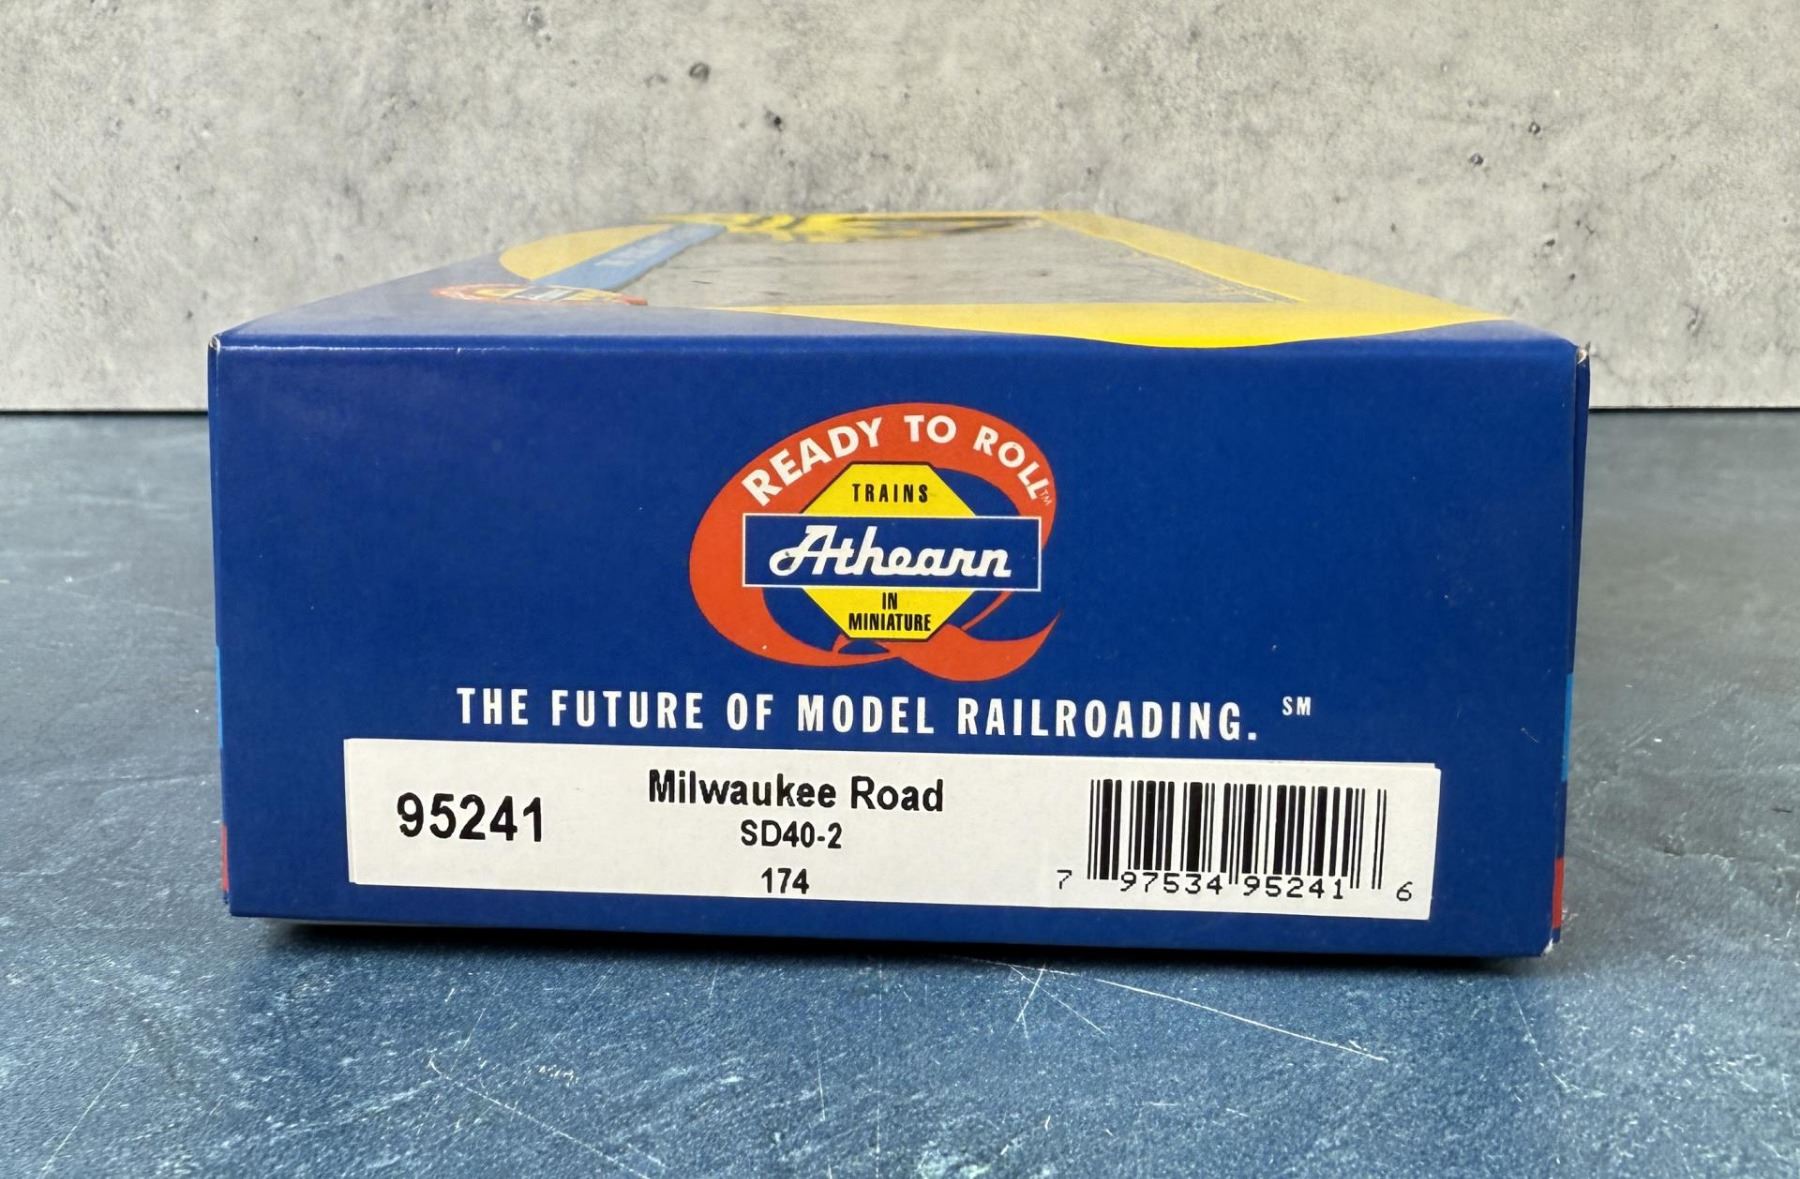 READY TO ROLL™
TRAINS
Athearn
IN
MINIATURE
THE FUTURE OF MODEL RAILROADING. SM
95241
Milwaukee Road
SD40-2
174
7 97534 95241 6